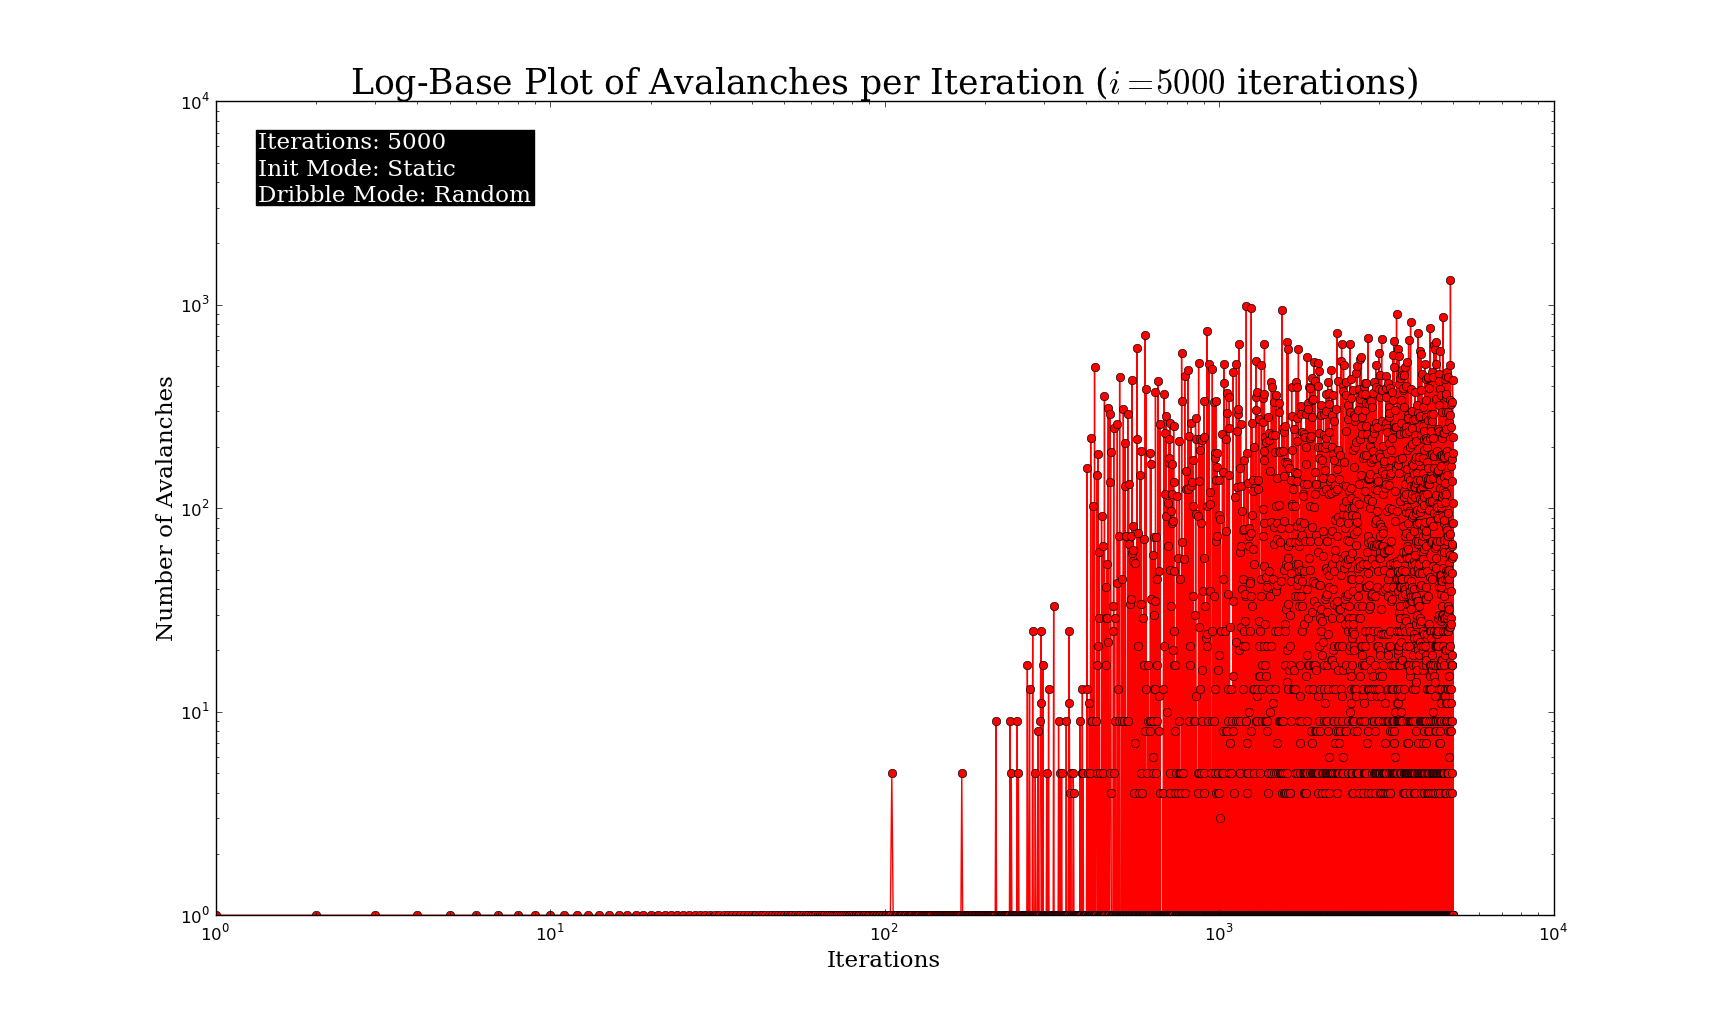 Log-Base Plot of Avalanches per Iteration (i = 5000 iterations)
10^4
Iterations: 5000
Init Mode: Static
Dribble Mode: Random
10^3
Number of Avalanches
10^2
10^1
10^0
10^0 10^1 10^2 10^3 10^4
Iterations